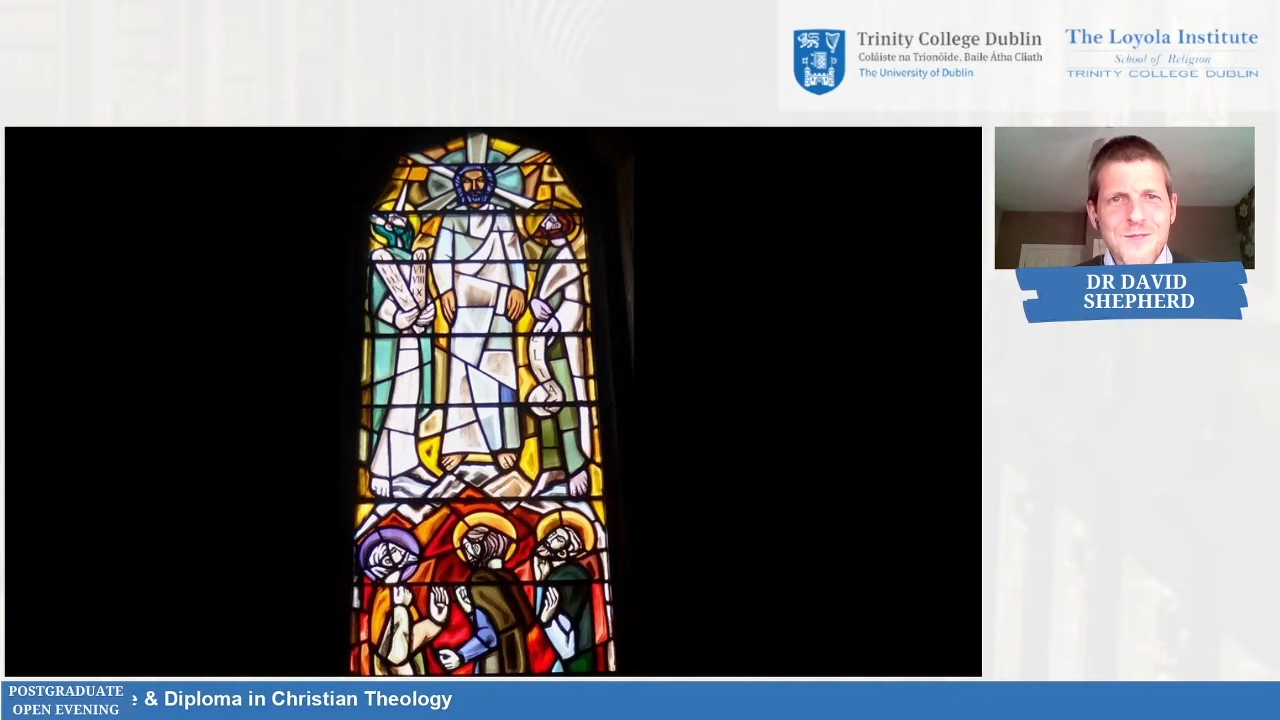 Trinity College Dublin
Coláiste na Tríonóide, Baile Átha Cliath
The University of Dublin
The Loyola Institute
School of Religion
TRINITY COLLEGE DUBLIN
DR DAVID
SHEPHERD
POSTGRADUATE
OPEN EVENING
e & Diploma in Christian Theology